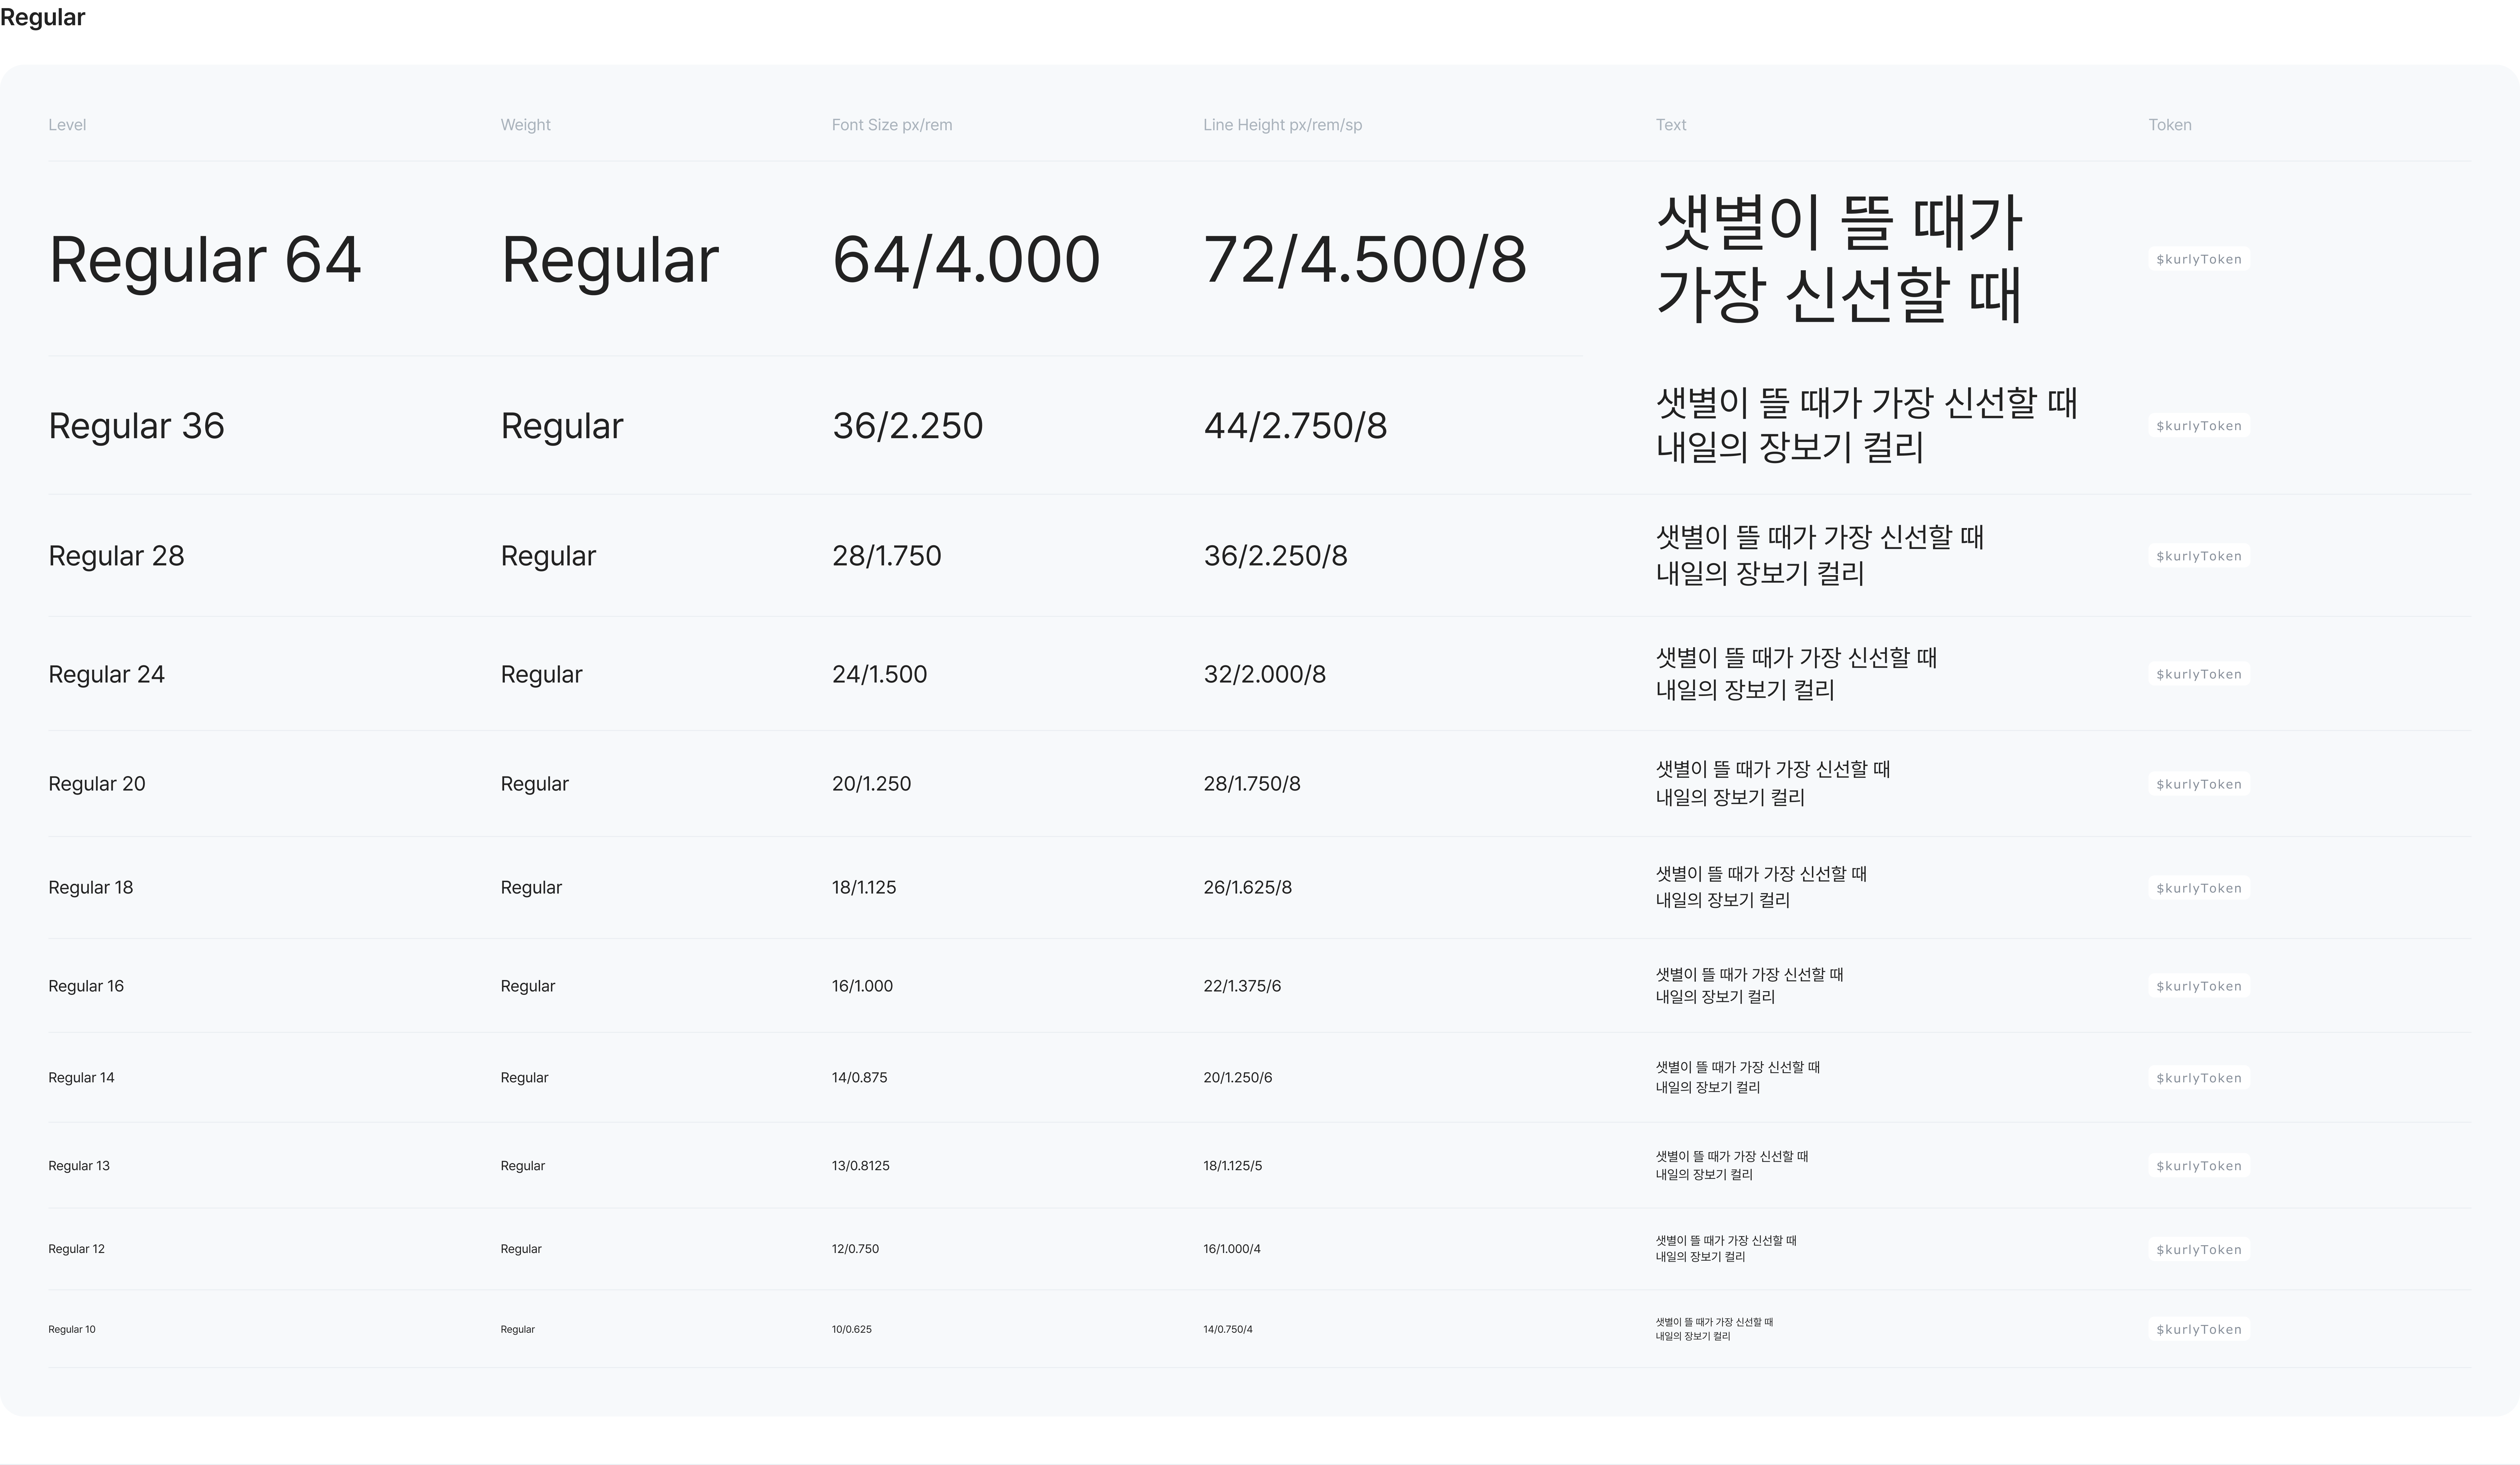 Regular
Level Weight Font Size px/rem Line Height px/rem/sp Text Token
Regular 64 Regular 64/4.000 72/4.500/8 샛별이 뜰 때가 $kurlyToken
가장 신선할 때
Regular 36 Regular 36/2.250 44/2.750/8 샛별이 뜰 때가 가장 신선할 때 $kurlyToken
내일의 장보기 컬리
Regular 28 Regular 28/1.750 36/2.250/8 샛별이 뜰 때가 가장 신선할 때 $kurlyToken
내일의 장보기 컬리
Regular 24 Regular 24/1.500 32/2.000/8 샛별이 뜰 때가 가장 신선할 때 $kurlyToken
내일의 장보기 컬리
Regular 20 Regular 20/1.250 28/1.750/8 샛별이 뜰 때가 가장 신선할 때 $kurlyToken
내일의 장보기 컬리
Regular 18 Regular 18/1.125 26/1.625/8 샛별이 뜰 때가 가장 신선할 때 $kurlyToken
내일의 장보기 컬리
Regular 16 Regular 16/1.000 22/1.375/6 샛별이 뜰 때가 가장 신선할 때 $kurlyToken
내일의 장보기 컬리
Regular 14 Regular 14/0.875 20/1.250/6 샛별이 뜰 때가 가장 신선할 때 $kurlyToken
내일의 장보기 컬리
Regular 13 Regular 13/0.8125 18/1.125/5 샛별이 뜰 때가 가장 신선할 때 $kurlyToken
내일의 장보기 컬리
Regular 12 Regular 12/0.750 16/1.000/4 샛별이 뜰 때가 가장 신선할 때 $kurlyToken
내일의 장보기 컬리
Regular 10 Regular 10/0.625 14/0.750/4 샛별이 뜰 때가 가장 신선할 때 $kurlyToken
내일의 장보기 컬리